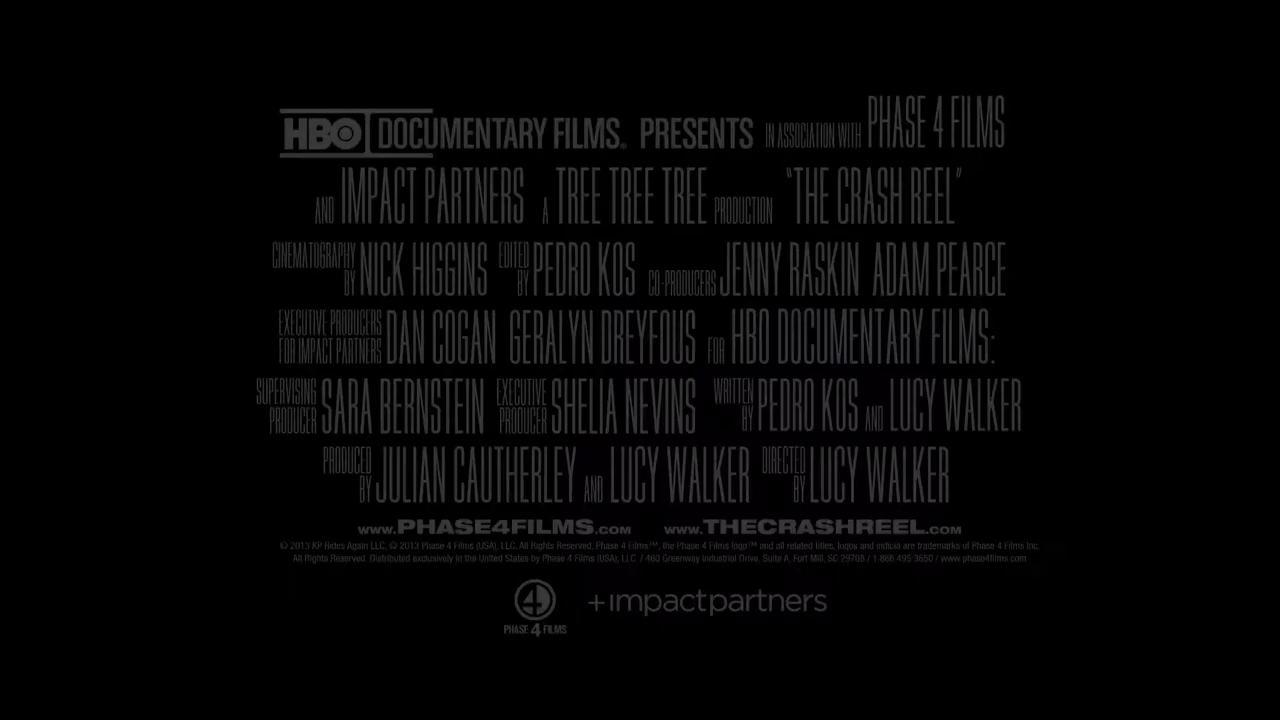 HBO DOCUMENTARY FILMS® PRESENTS IN ASSOCIATION WITH PHASE 4 FILMS
AND IMPACT PARTNERS A TREE TREE TREE PRODUCTION "THE CRASH REEL"
CINEMATOGRAPHY BY NICK HIGGINS EDITED BY PEDRO KOS CO-PRODUCERS JENNY RASKIN ADAM PEARCE
EXECUTIVE PRODUCERS FOR IMPACT PARTNERS DAN COGAN GERALYN DREYFOUS FOR HBO DOCUMENTARY FILMS:
SUPERVISING PRODUCER SARA BERNSTEIN EXECUTIVE PRODUCER SHELIA NEVINS WRITTEN BY PEDRO KOS AND LUCY WALKER
PRODUCED BY JULIAN CAUTHERLEY AND LUCY WALKER DIRECTED BY LUCY WALKER
www.PHASE4FILMS.com www.THECRASHREEL.com
© 2013 KP Rides Again LLC. © 2013 Phase 4 Films (USA), LLC. All Rights Reserved. Phase 4 Films™, the Phase 4 Films logo™ and all related titles, logos and indicia are trademarks of Phase 4 Films Inc.
All Rights Reserved. Distributed exclusively in the United States by Phase 4 Films (USA), LLC. / 460 Greenway Industrial Drive, Suite A, Fort Mill, SC 29708 / 1.866.495.3650 / www.phase4films.com
4
PHASE 4 FILMS
+impactpartners